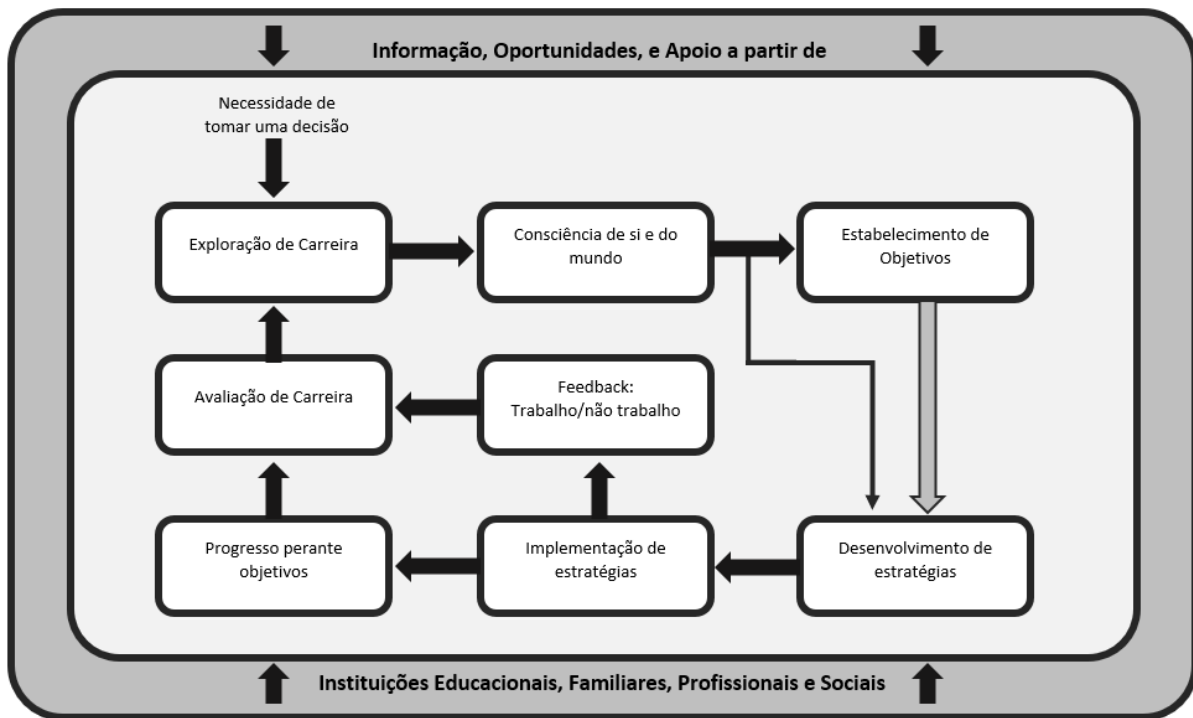 Informação, Oportunidades, e Apoio a partir de
Necessidade de
tomar uma decisão
Exploração de Carreira
Consciência de si e do
mundo
Estabelecimento de
Objetivos
Avaliação de Carreira
Feedback:
Trabalho/não trabalho
Progresso perante
objetivos
Implementação de
estratégias
Desenvolvimento de
estratégias
Instituições Educacionais, Familiares, Profissionais e Sociais